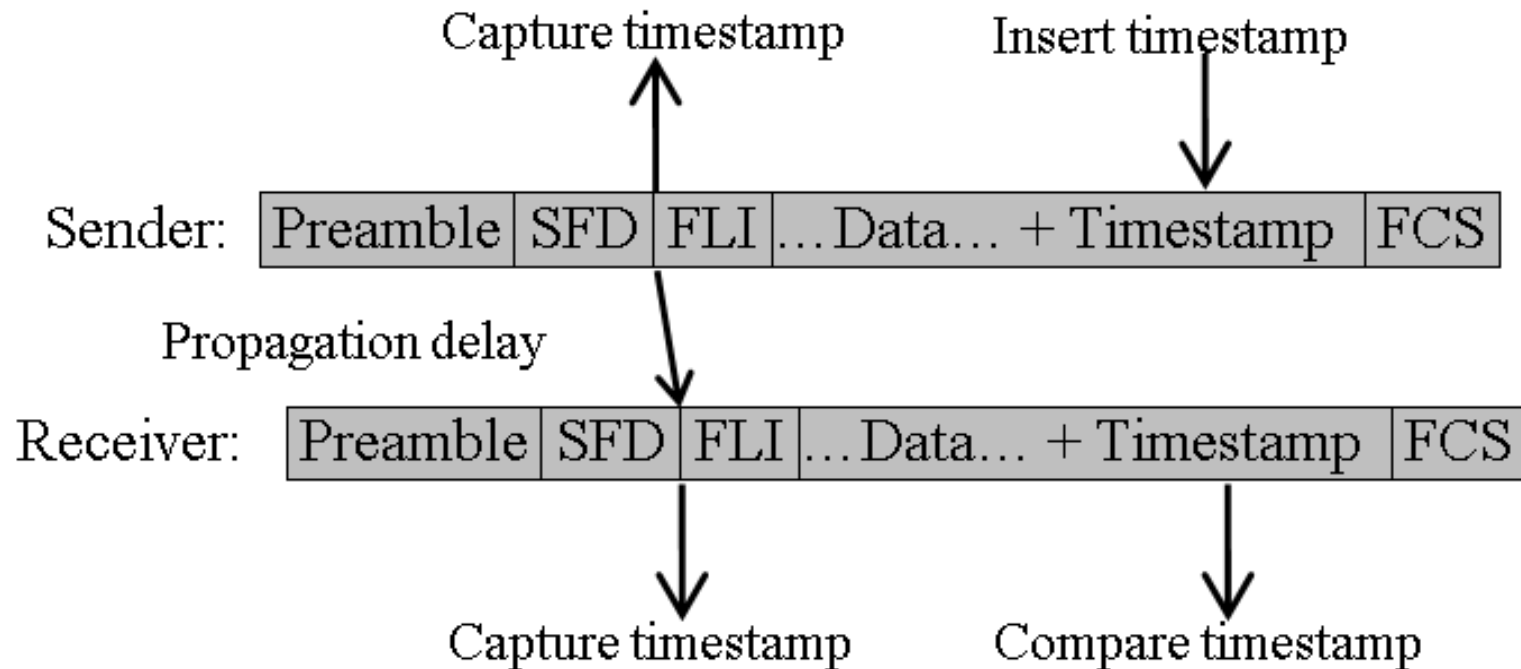 Capture timestamp
Insert timestamp
Sender: Preamble SFD FLI ...Data... + Timestamp FCS
Propagation delay
Receiver: Preamble SFD FLI ...Data... + Timestamp FCS
Capture timestamp
Compare timestamp